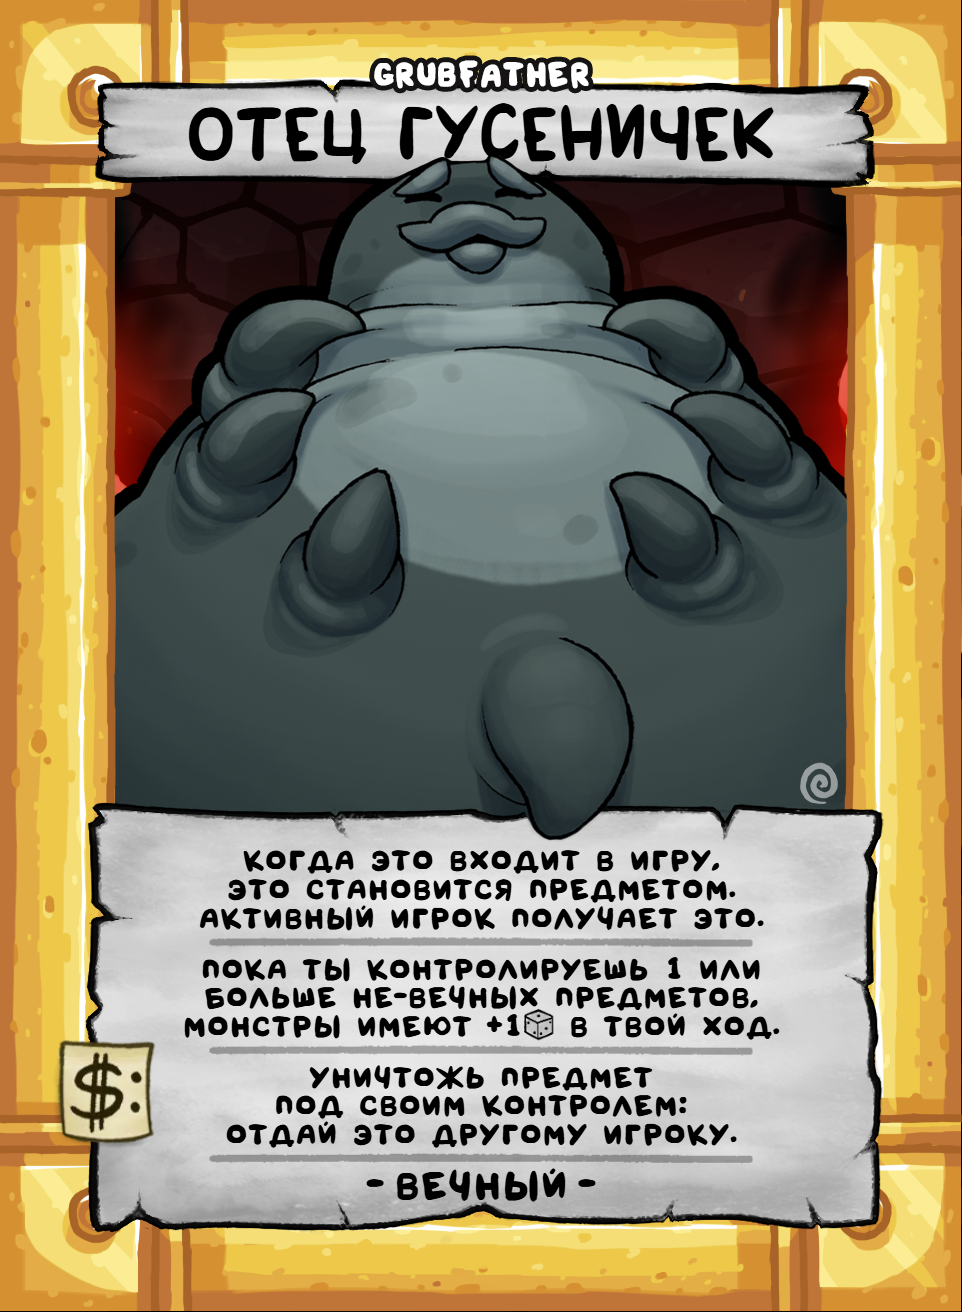 GRUBFATHER
ОТЕЦ ГУСЕНИЧЕК
КОГДА ЭТО ВХОДИТ В ИГРУ,
ЭТО СТАНОВИТСЯ ПРЕДМЕТОМ.
АКТИВНЫЙ ИГРОК ПОЛУЧАЕТ ЭТО.
ПОКА ТЫ КОНТРОЛИРУЕШЬ 1 ИЛИ
БОЛЬШЕ НЕ-ВЕЧНЫХ ПРЕДМЕТОВ,
МОНСТРЫ ИМЕЮТ +1 В ТВОЙ ХОД.
$:
УНИЧТОЖЬ ПРЕДМЕТ
ПОД СВОИМ КОНТРОЛЕМ:
ОТДАЙ ЭТО ДРУГОМУ ИГРОКУ.
- ВЕЧНЫЙ -